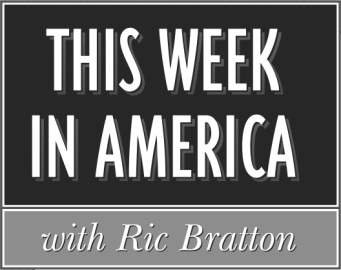 THIS WEEK
IN AMERICA
with Ric Bratton